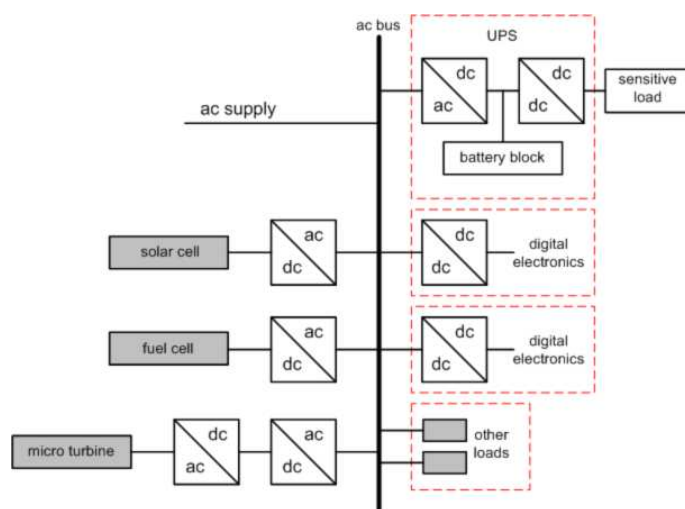 ac bus
UPS
dc
ac
dc
dc
sensitive
load
ac supply
battery block
solar cell
ac
dc
dc
dc
digital
electronics
fuel cell
ac
dc
dc
dc
digital
electronics
micro turbine
dc
ac
ac
dc
other
loads